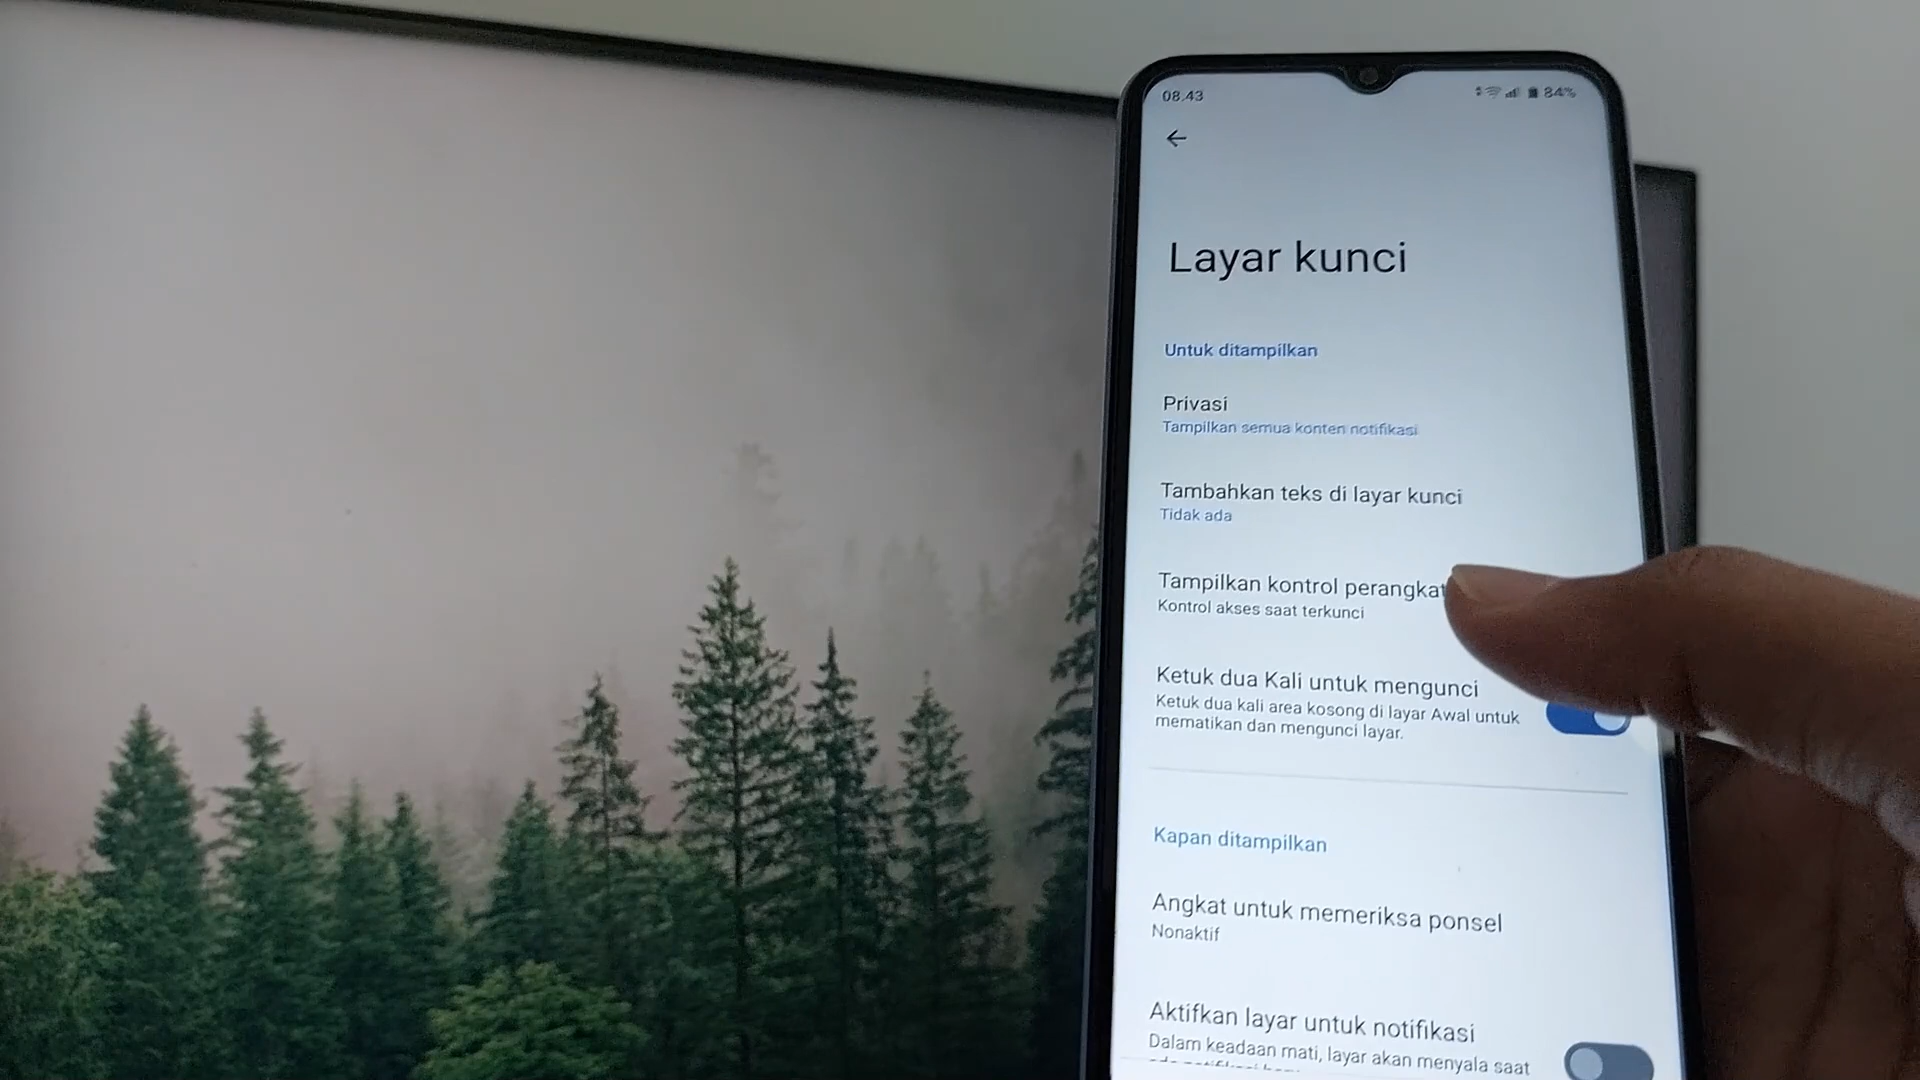 08.43
84%
Layar kunci
Untuk ditampilkan
Privasi
Tampilkan semua konten notifikasi
Tambahkan teks di layar kunci
Tidak ada
Tampilkan kontrol perangkat
Kontrol akses saat terkunci
Ketuk dua Kali untuk mengunci
Ketuk dua kali area kosong di layar Awal untuk
mematikan dan mengunci layar.
Kapan ditampilkan
Angkat untuk memeriksa ponsel
Nonaktif
Aktifkan layar untuk notifikasi
Dalam keadaan mati, layar akan menyala saat